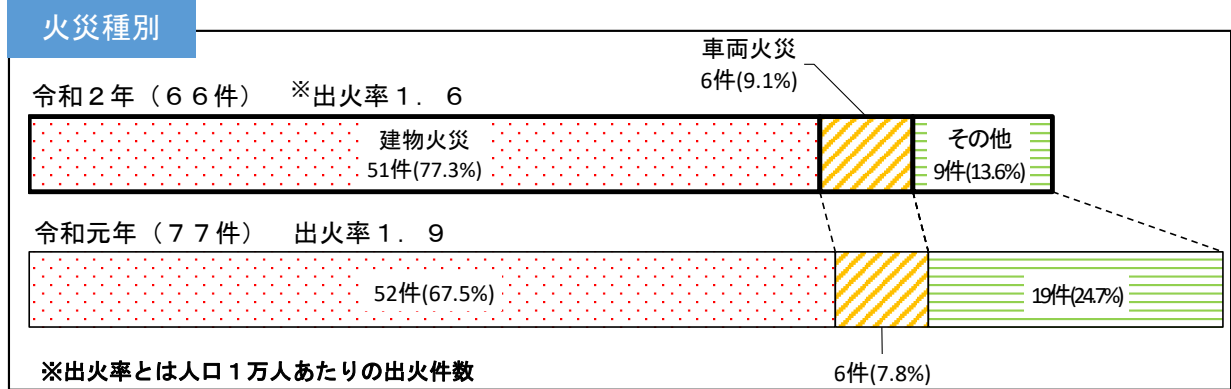 火災種別
車両火災
6件(9.1%)
令和２年（６６件）　※出火率１．６
建物火災
51件(77.3%)
その他
9件(13.6%)
令和元年（７７件）　出火率１．９
52件(67.5%)
19件(24.7%)
※出火率とは人口１万人あたりの出火件数
6件(7.8%)